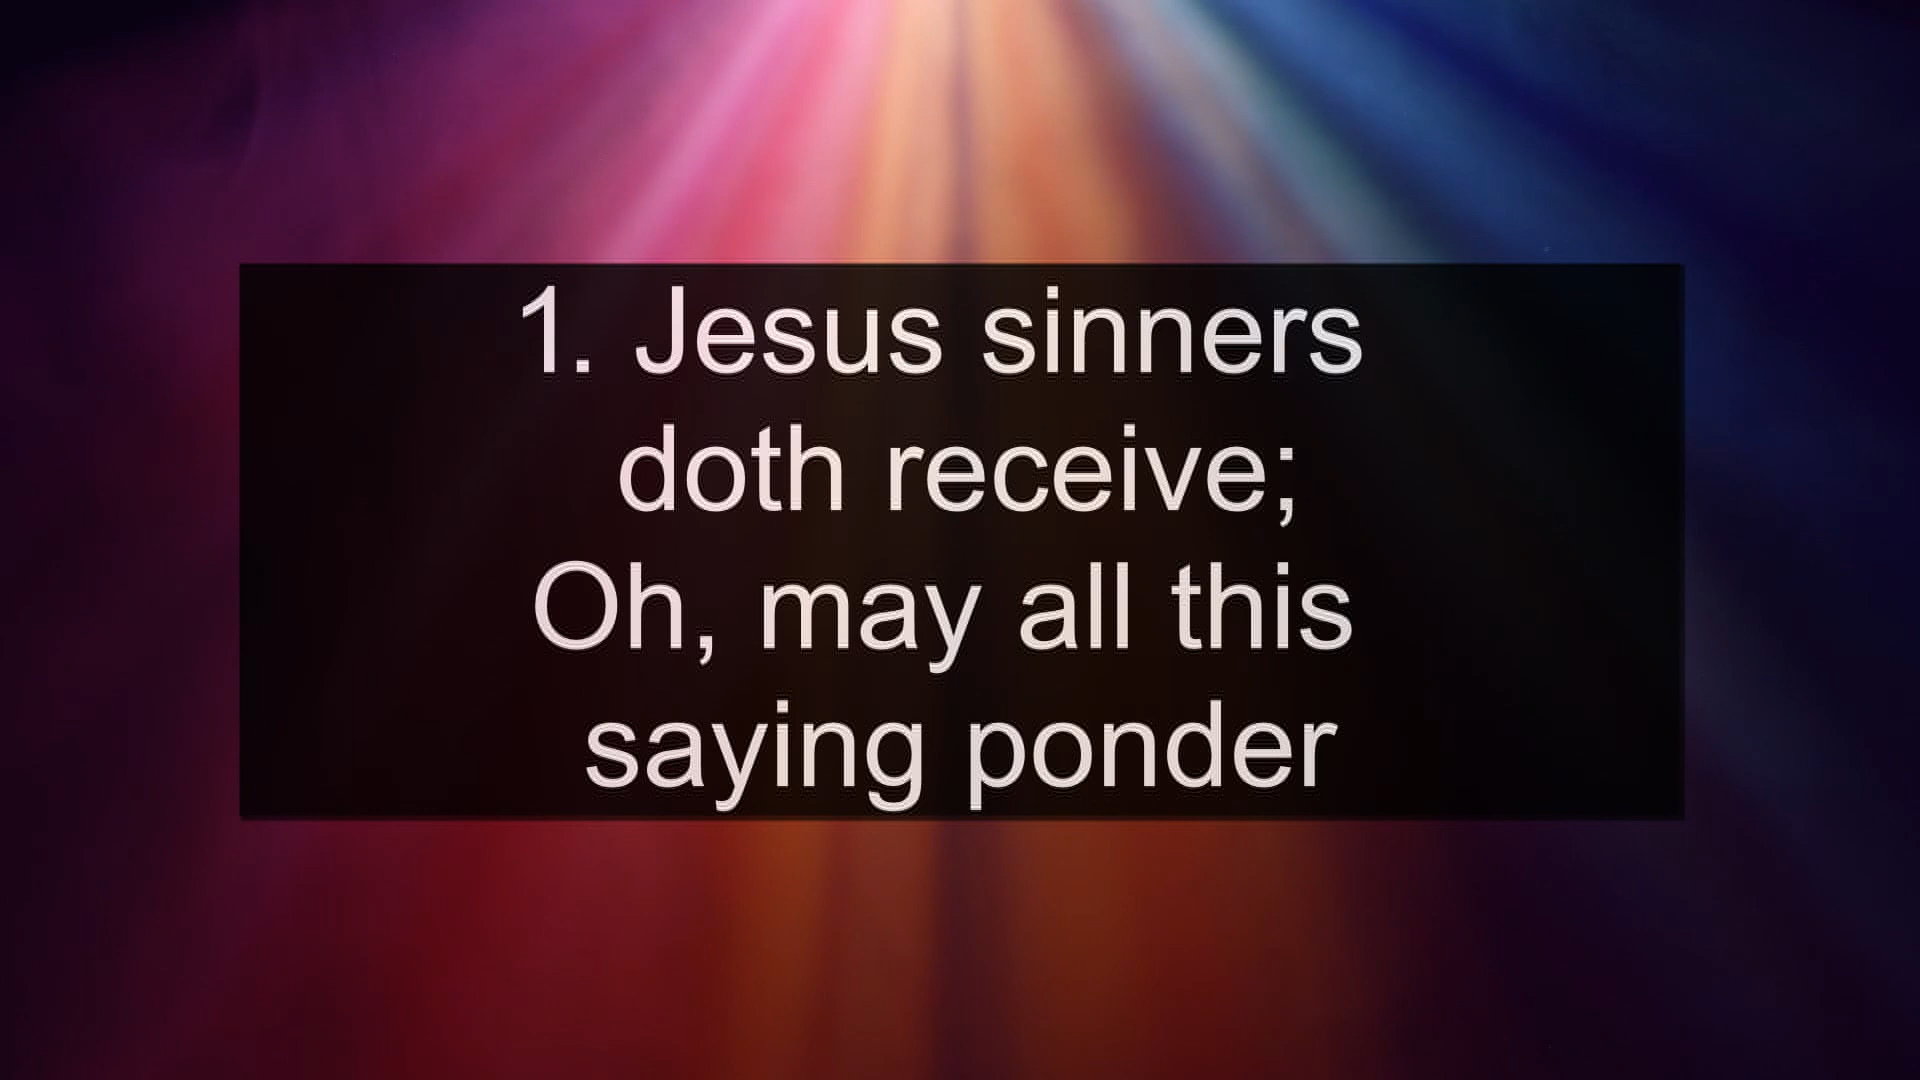 1. Jesus sinners
doth receive;
Oh, may all this
saying ponder